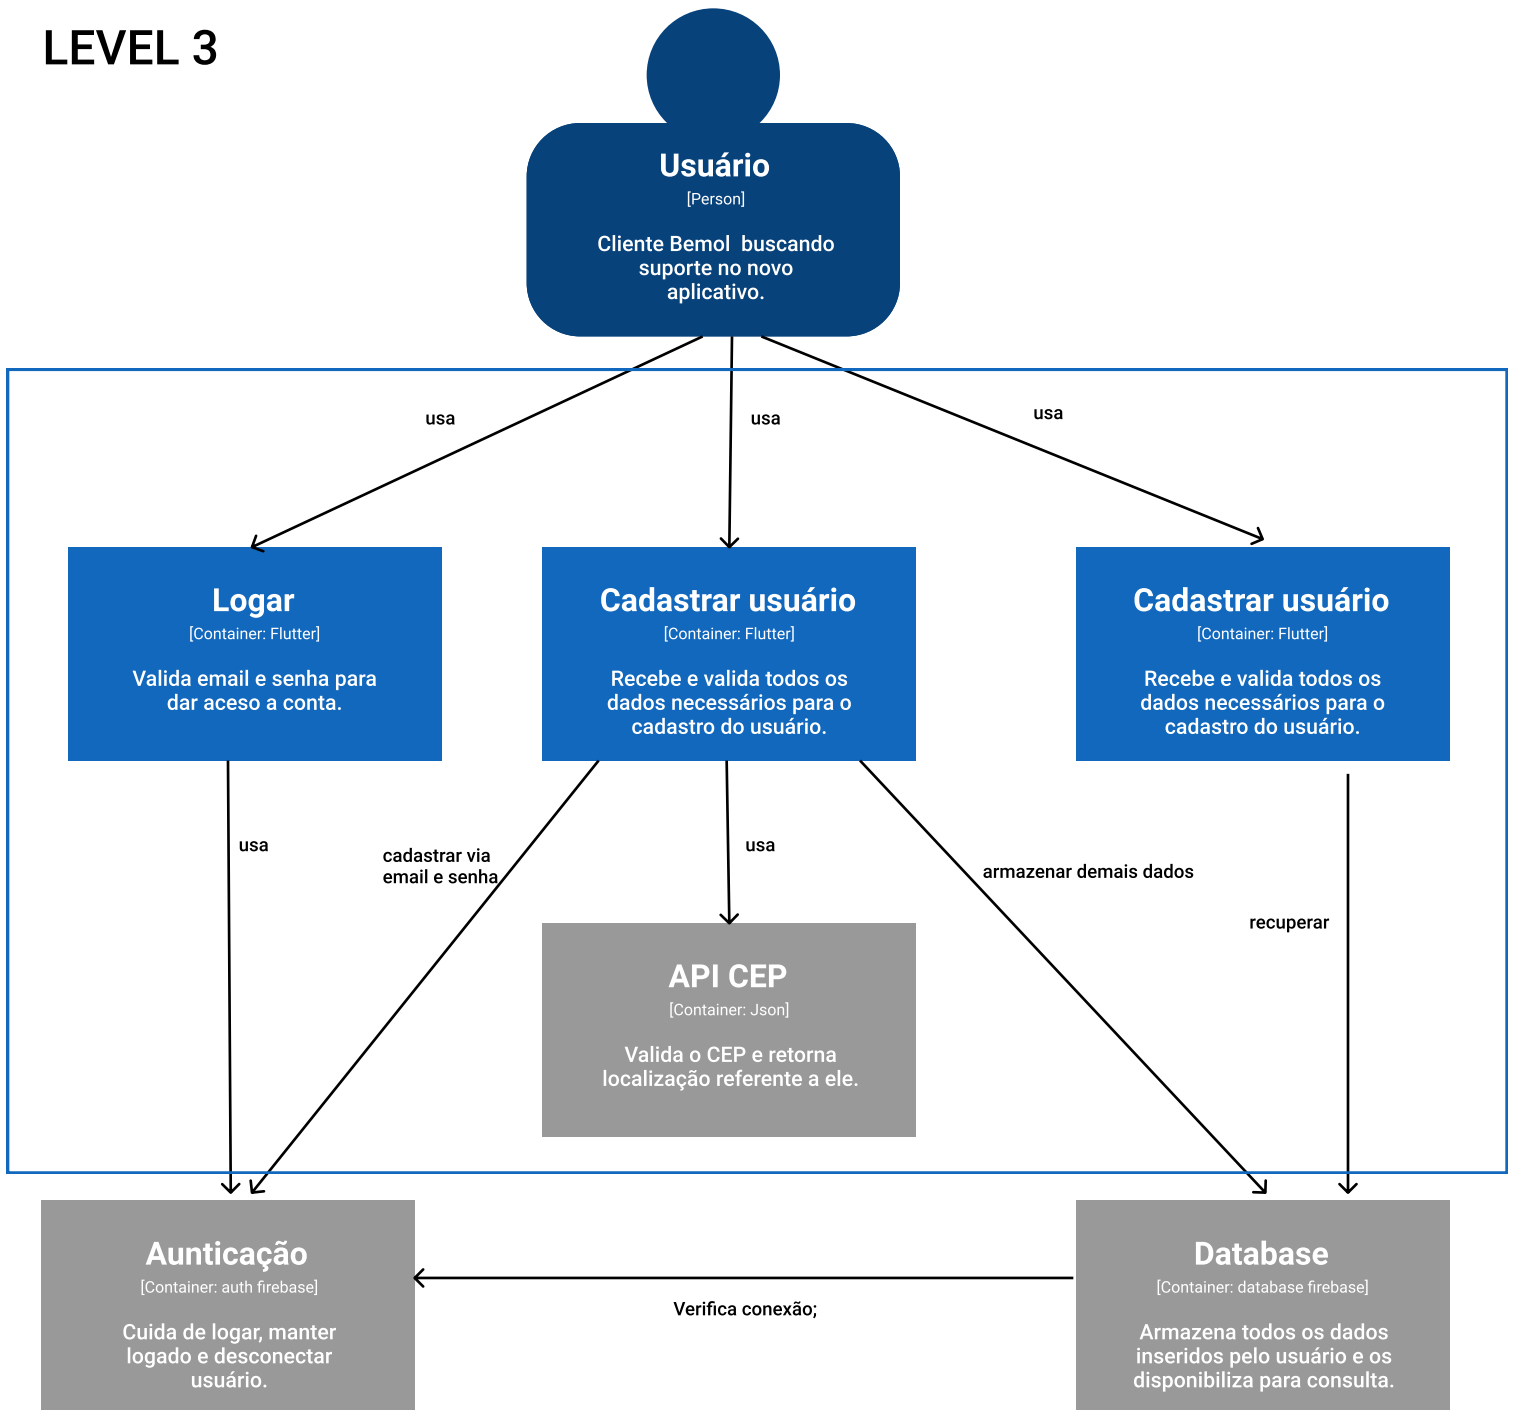 LEVEL 3
Usuário
[Person]
Cliente Bemol  buscando
suporte no novo
aplicativo.
usa
usa
usa
Logar
[Container: Flutter]
Valida email e senha para
dar aceso a conta.
Cadastrar usuário
[Container: Flutter]
Recebe e valida todos os
dados necessários para o
cadastro do usuário.
Cadastrar usuário
[Container: Flutter]
Recebe e valida todos os
dados necessários para o
cadastro do usuário.
usa
cadastrar via
email e senha
usa
armazenar demais dados
recuperar
API CEP
[Container: Json]
Valida o CEP e retorna
localização referente a ele.
Aunticação
[Container: auth firebase]
Cuida de logar, manter
logado e desconectar
usuário.
Verifica conexão;
Database
[Container: database firebase]
Armazena todos os dados
inseridos pelo usuário e os
disponibiliza para consulta.